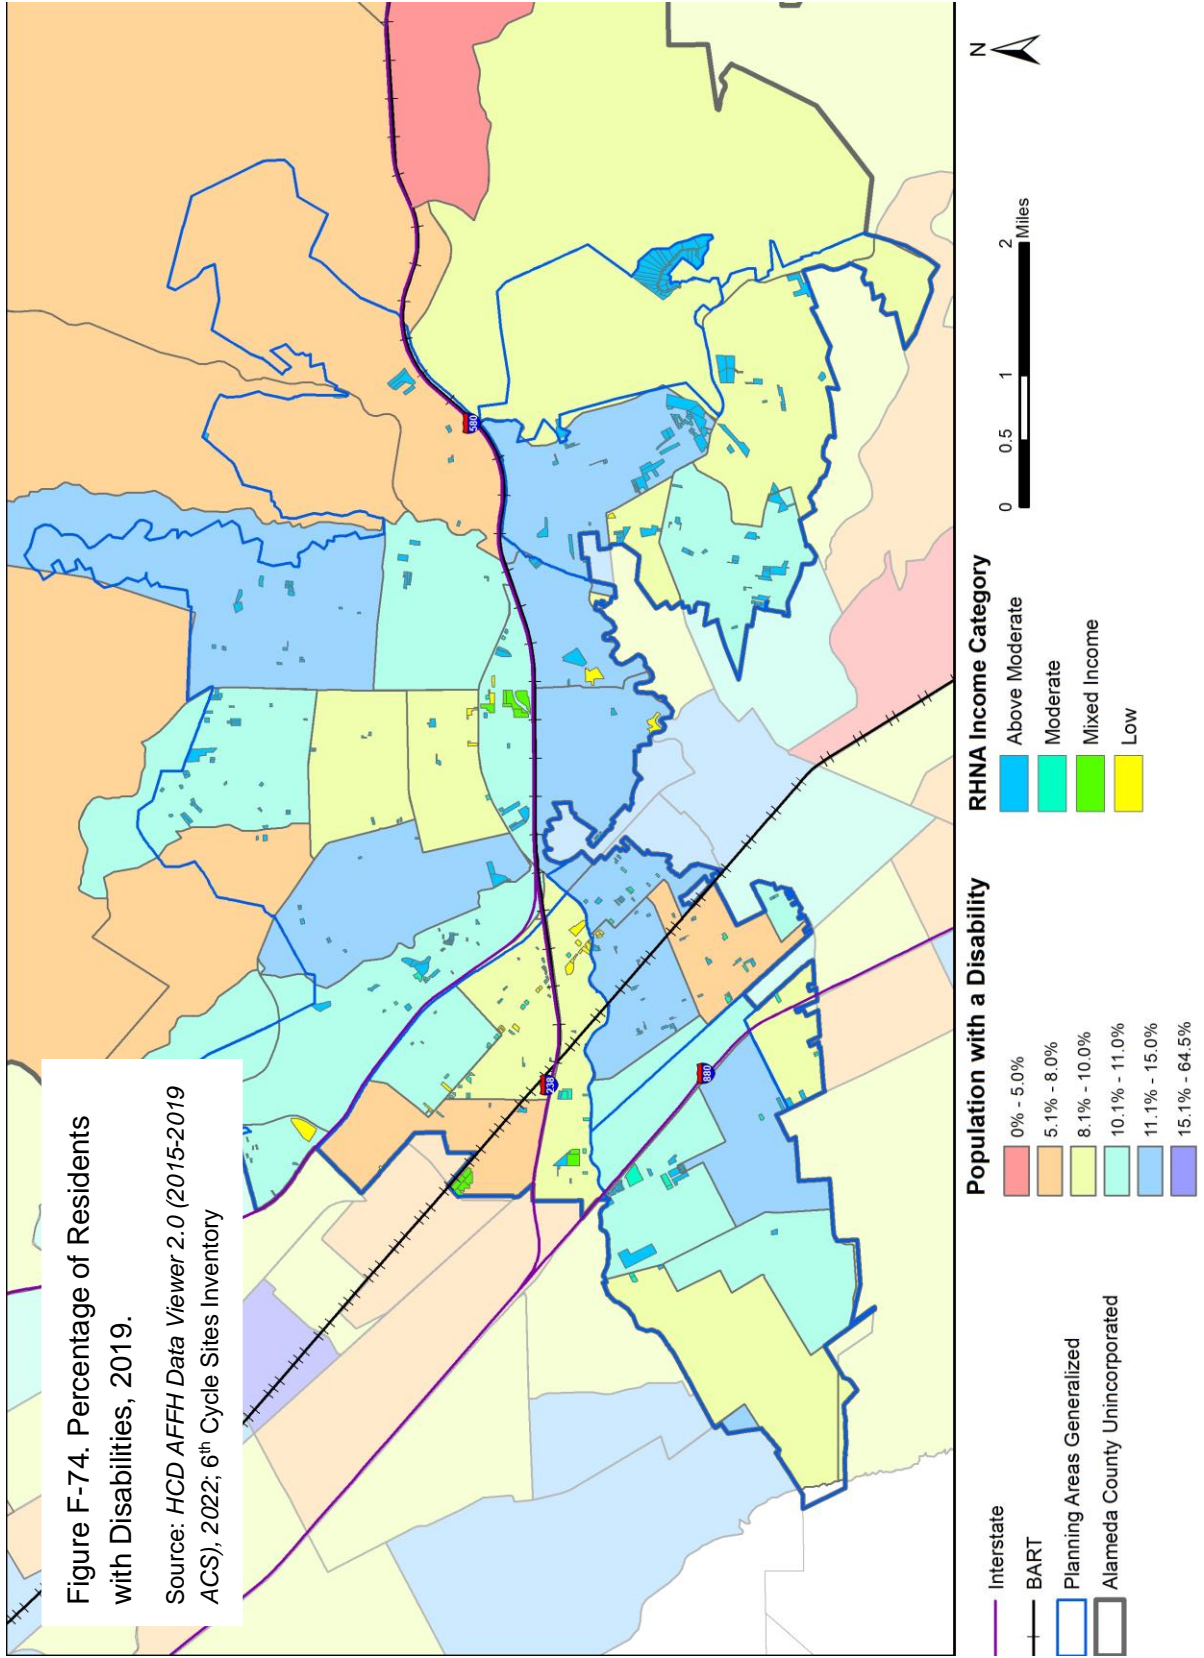 Figure F-74. Percentage of Residents
with Disabilities, 2019.
Source: HCD AFFH Data Viewer 2.0 (2015-2019
ACS), 2022; 6th Cycle Sites Inventory
580
238
880
Interstate
BART
Planning Areas Generalized
Alameda County Unincorporated
Population with a Disability
0% - 5.0%
5.1% - 8.0%
8.1% - 10.0%
10.1% - 11.0%
11.1% - 15.0%
15.1% - 64.5%
RHNA Income Category
Above Moderate
Moderate
Mixed Income
Low
0 0.5 1 2
Miles
N